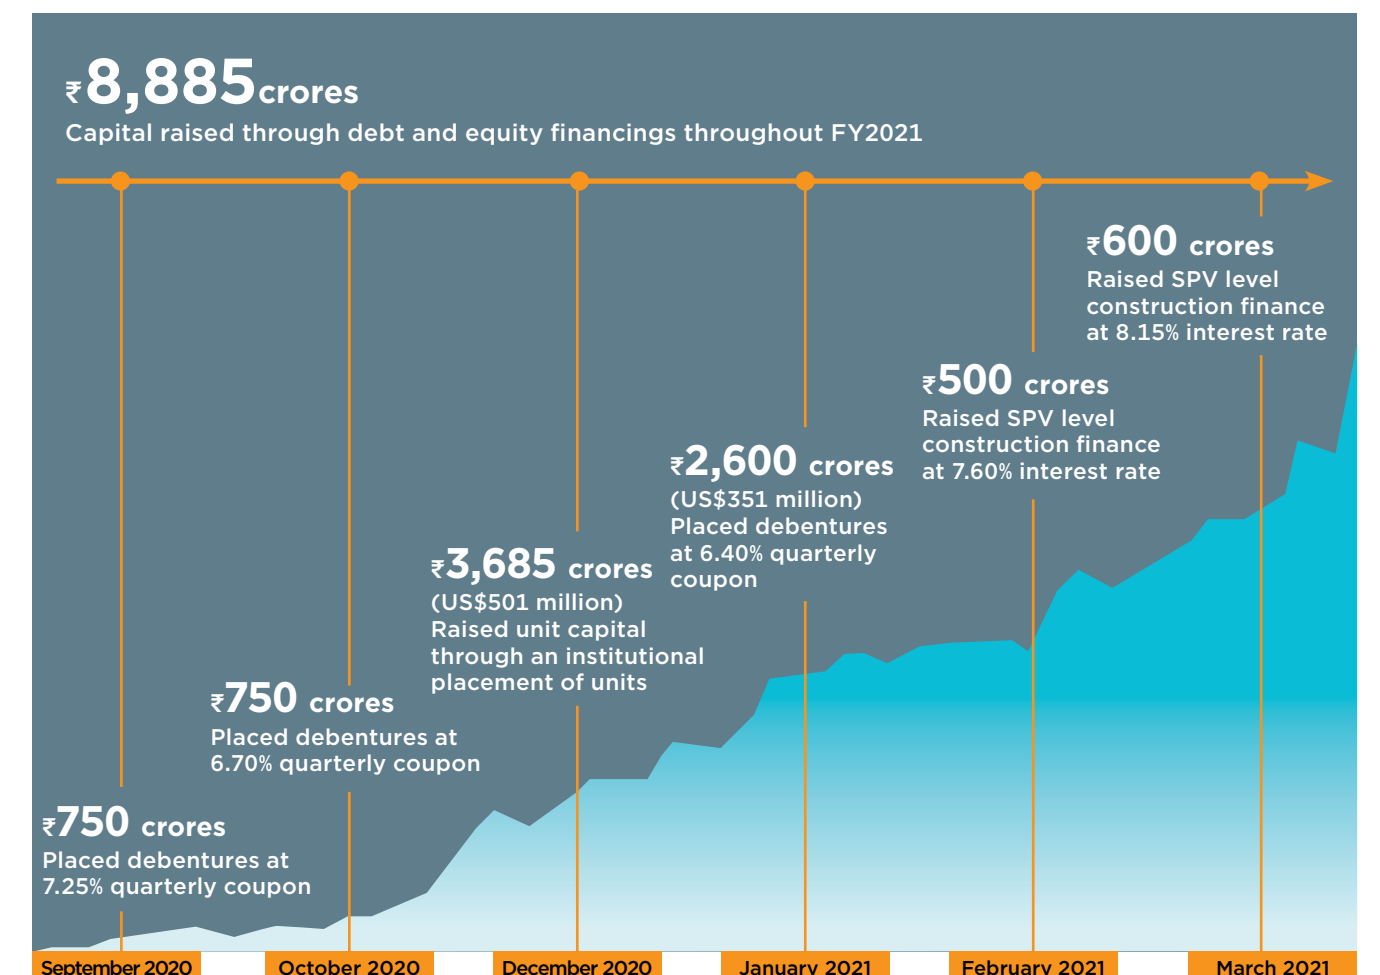 ₹8,885 crores
Capital raised through debt and equity financings throughout FY2021
₹600 crores
Raised SPV level
construction finance
at 8.15% interest rate
₹500 crores
Raised SPV level
construction finance
at 7.60% interest rate
₹2,600 crores
(US$351 million)
Placed debentures
at 6.40% quarterly
coupon
₹3,685 crores
(US$501 million)
Raised unit capital
through an institutional
placement of units
₹750 crores
Placed debentures at
6.70% quarterly coupon
₹750 crores
Placed debentures at
7.25% quarterly coupon
September 2020
October 2020
December 2020
January 2021
February 2021
March 2021